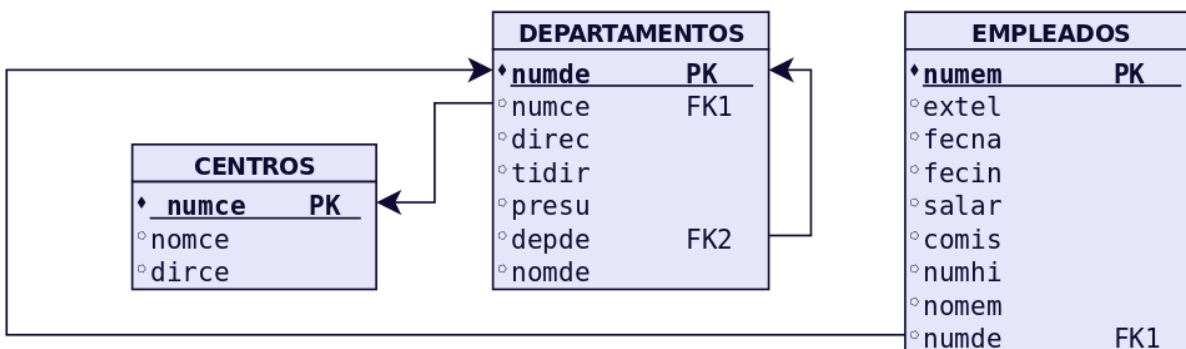 DEPARTAMENTOS
numde PK
numce FK1
direc
tidir
presu
depde FK2
nomde
CENTROS
numce PK
nomce
dirce
EMPLEADOS
numem PK
extel
fecna
fecin
salar
comis
numhi
nomem
numde FK1